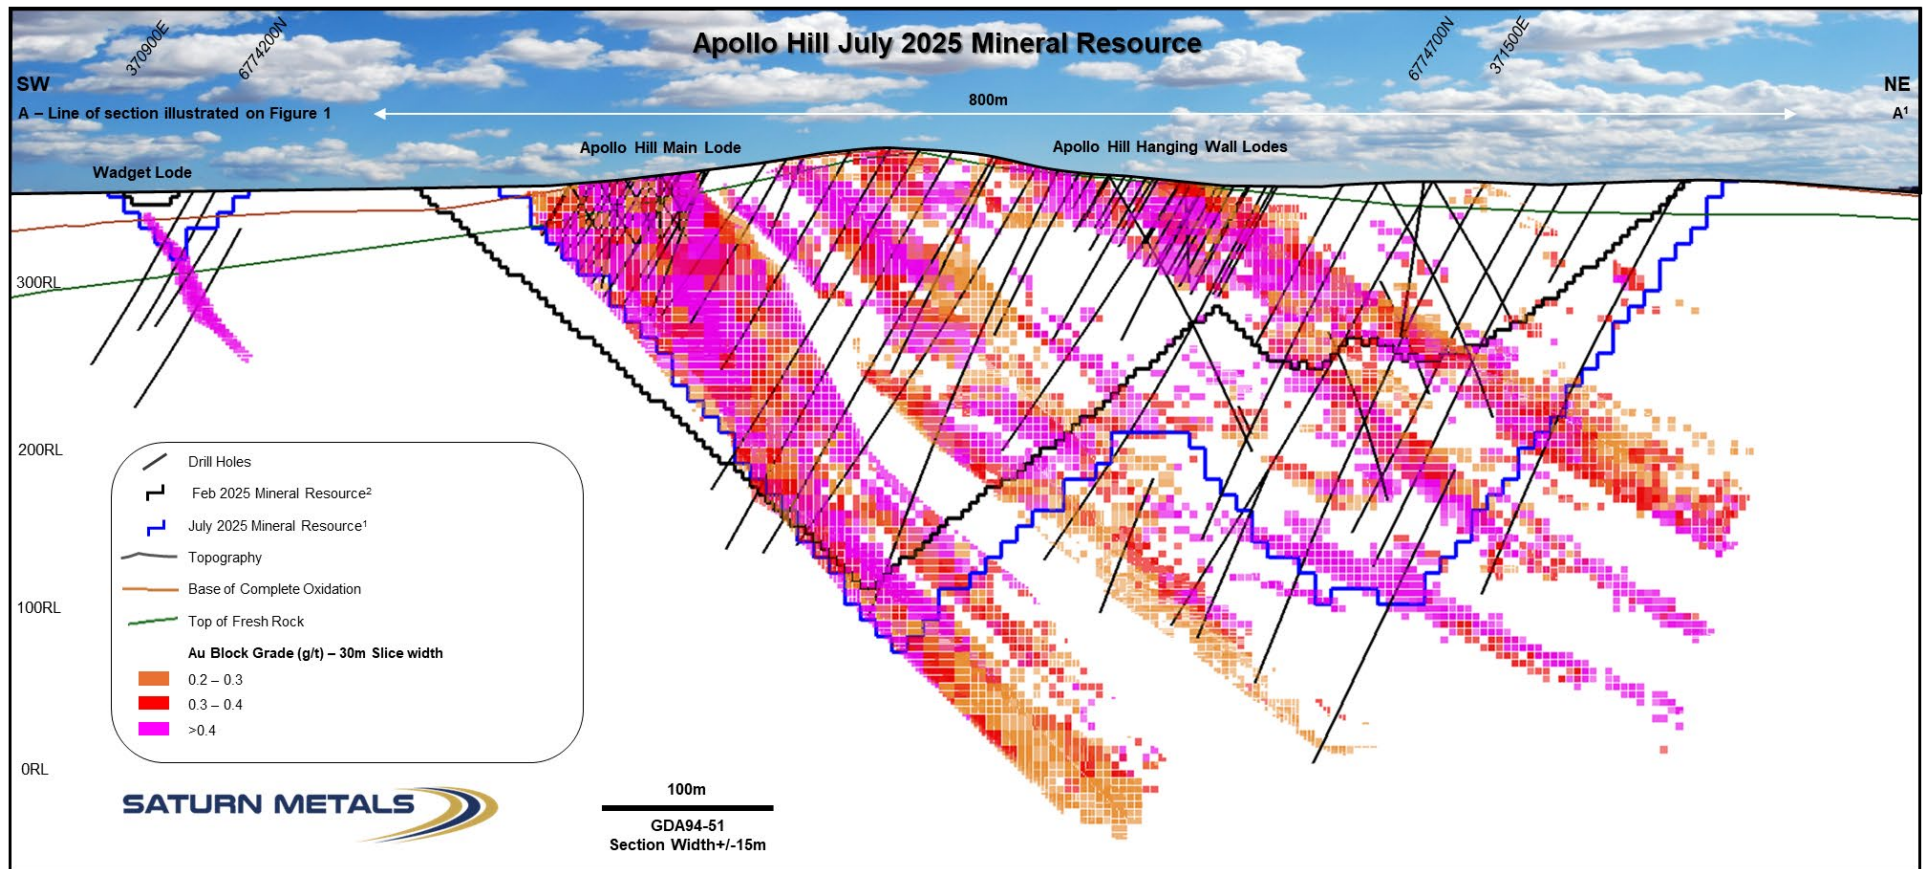 Apollo Hill July 2025 Mineral Resource
370900E
6774200N
6774700N
371500E
SW
NE
A – Line of section illustrated on Figure 1
800m
A¹
Wadget Lode
Apollo Hill Main Lode
Apollo Hill Hanging Wall Lodes
300RL
200RL
100RL
0RL
Drill Holes
Feb 2025 Mineral Resource²
July 2025 Mineral Resource¹
Topography
Base of Complete Oxidation
Top of Fresh Rock
Au Block Grade (g/t) – 30m Slice width
0.2 – 0.3
0.3 – 0.4
>0.4
SATURN METALS
100m
GDA94-51
Section Width+/-15m